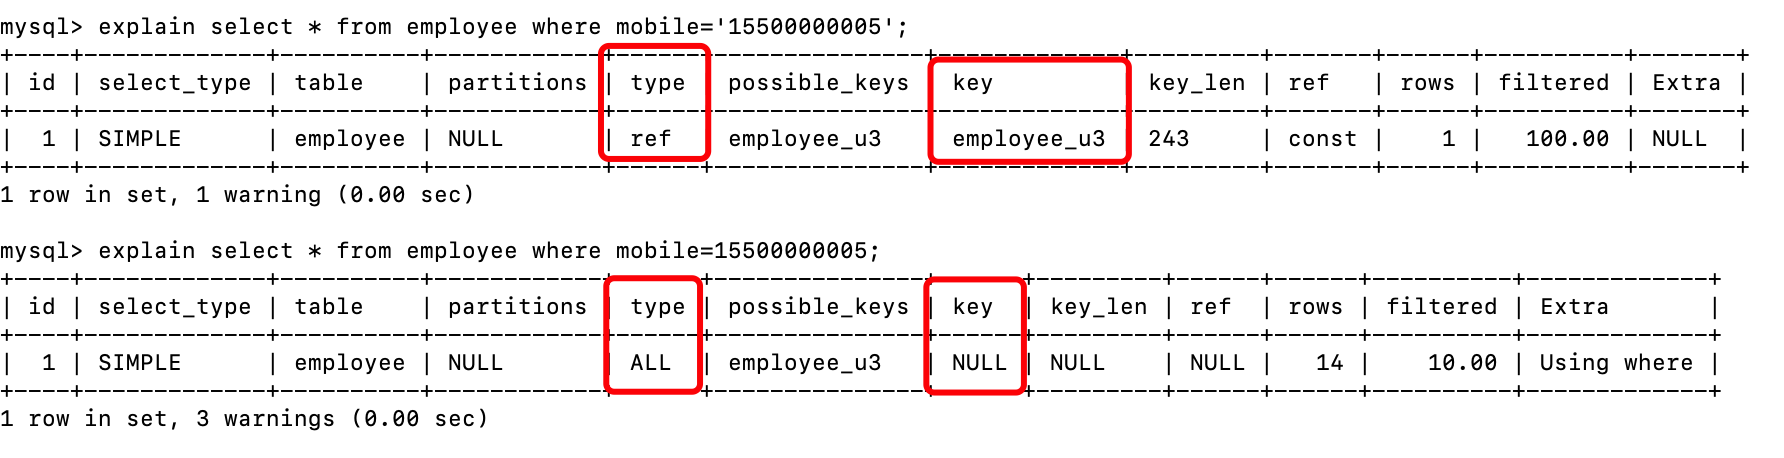 mysql> explain select * from employee where mobile='15500000005';
+----+-------------+----------+------------+------+---------------+-------------+---------+-------+------+----------+-------+
| id | select_type | table    | partitions | type | possible_keys | key         | key_len | ref   | rows | filtered | Extra |
+----+-------------+----------+------------+------+---------------+-------------+---------+-------+------+----------+-------+
|  1 | SIMPLE      | employee | NULL       | ref  | employee_u3   | employee_u3 | 243     | const |    1 |   100.00 | NULL  |
+----+-------------+----------+------------+------+---------------+-------------+---------+-------+------+----------+-------+
1 row in set, 1 warning (0.00 sec)
mysql> explain select * from employee where mobile=15500000005;
+----+-------------+----------+------------+------+---------------+------+---------+------+------+----------+-------------+
| id | select_type | table    | partitions | type | possible_keys | key  | key_len | ref  | rows | filtered | Extra       |
+----+-------------+----------+------------+------+---------------+------+---------+------+------+----------+-------------+
|  1 | SIMPLE      | employee | NULL       | ALL  | employee_u3   | NULL | NULL    | NULL |   14 |    10.00 | Using where |
+----+-------------+----------+------------+------+---------------+------+---------+------+------+----------+-------------+
1 row in set, 3 warnings (0.00 sec)